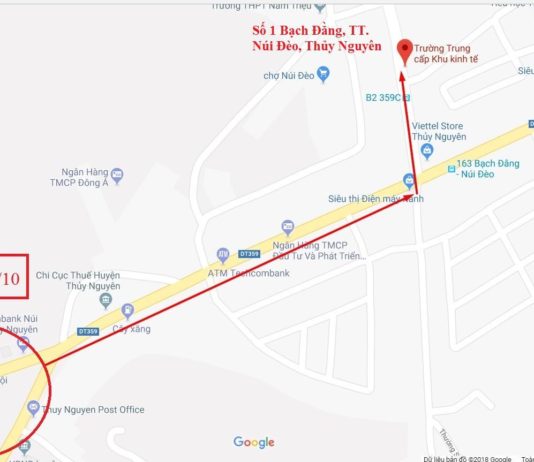 Trường THPT Nam Triệu
Số 1 Bạch Đằng, TT.
Núi Đèo, Thủy Nguyên
Trường Trung
cấp Khu kinh tế
chợ Núi Đèo
B2 359C
Viettel Store
Thủy Nguyên
163 Bạch Đằng
- Núi Đèo
Ngân Hàng
TMCP Đông Á
Siêu thị Điện máy Xanh
Ngân Hàng TMCP
Đầu Tư Và Phát Triển...
DT359
ATM Techcombank
Chi Cục Thuế Huyện
Thủy Nguyên
/10
bank Núi
y Nguyên
Cây xăng
DT359
ội
Thuy Nguyen Post Office
Google
Dữ liệu bản đồ ©2018 Google